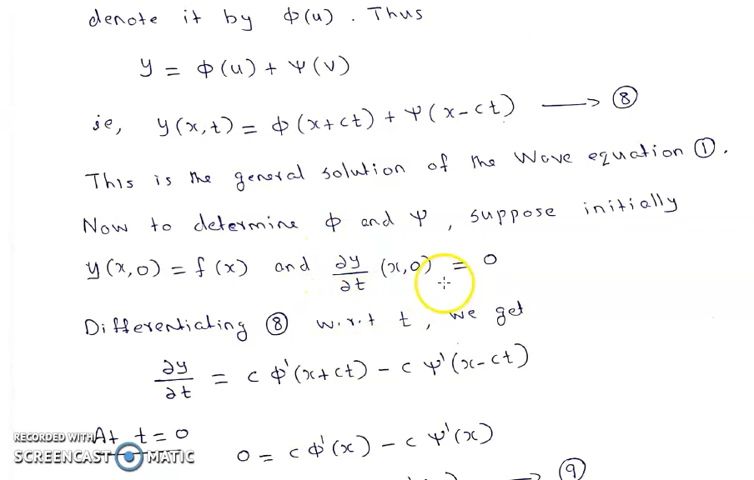 denote it by φ(u). Thus
y = φ(u) + ψ(v)
ie, y(x,t) = φ(x+ct) + ψ(x-ct) ⟶ ⑧
This is the general solution of the Wave equation ①.
Now to determine φ and ψ, suppose initially
y(x,0) = f(x) and ∂y/∂t (x,0) = 0
Differentiating ⑧ w.r.t t, we get
∂y/∂t = c φ'(x+ct) - c ψ'(x-ct)
At t=0
0 = c φ'(x) - c ψ'(x)
⟶ ⑨
RECORDED WITH
SCREENCAST MATIC